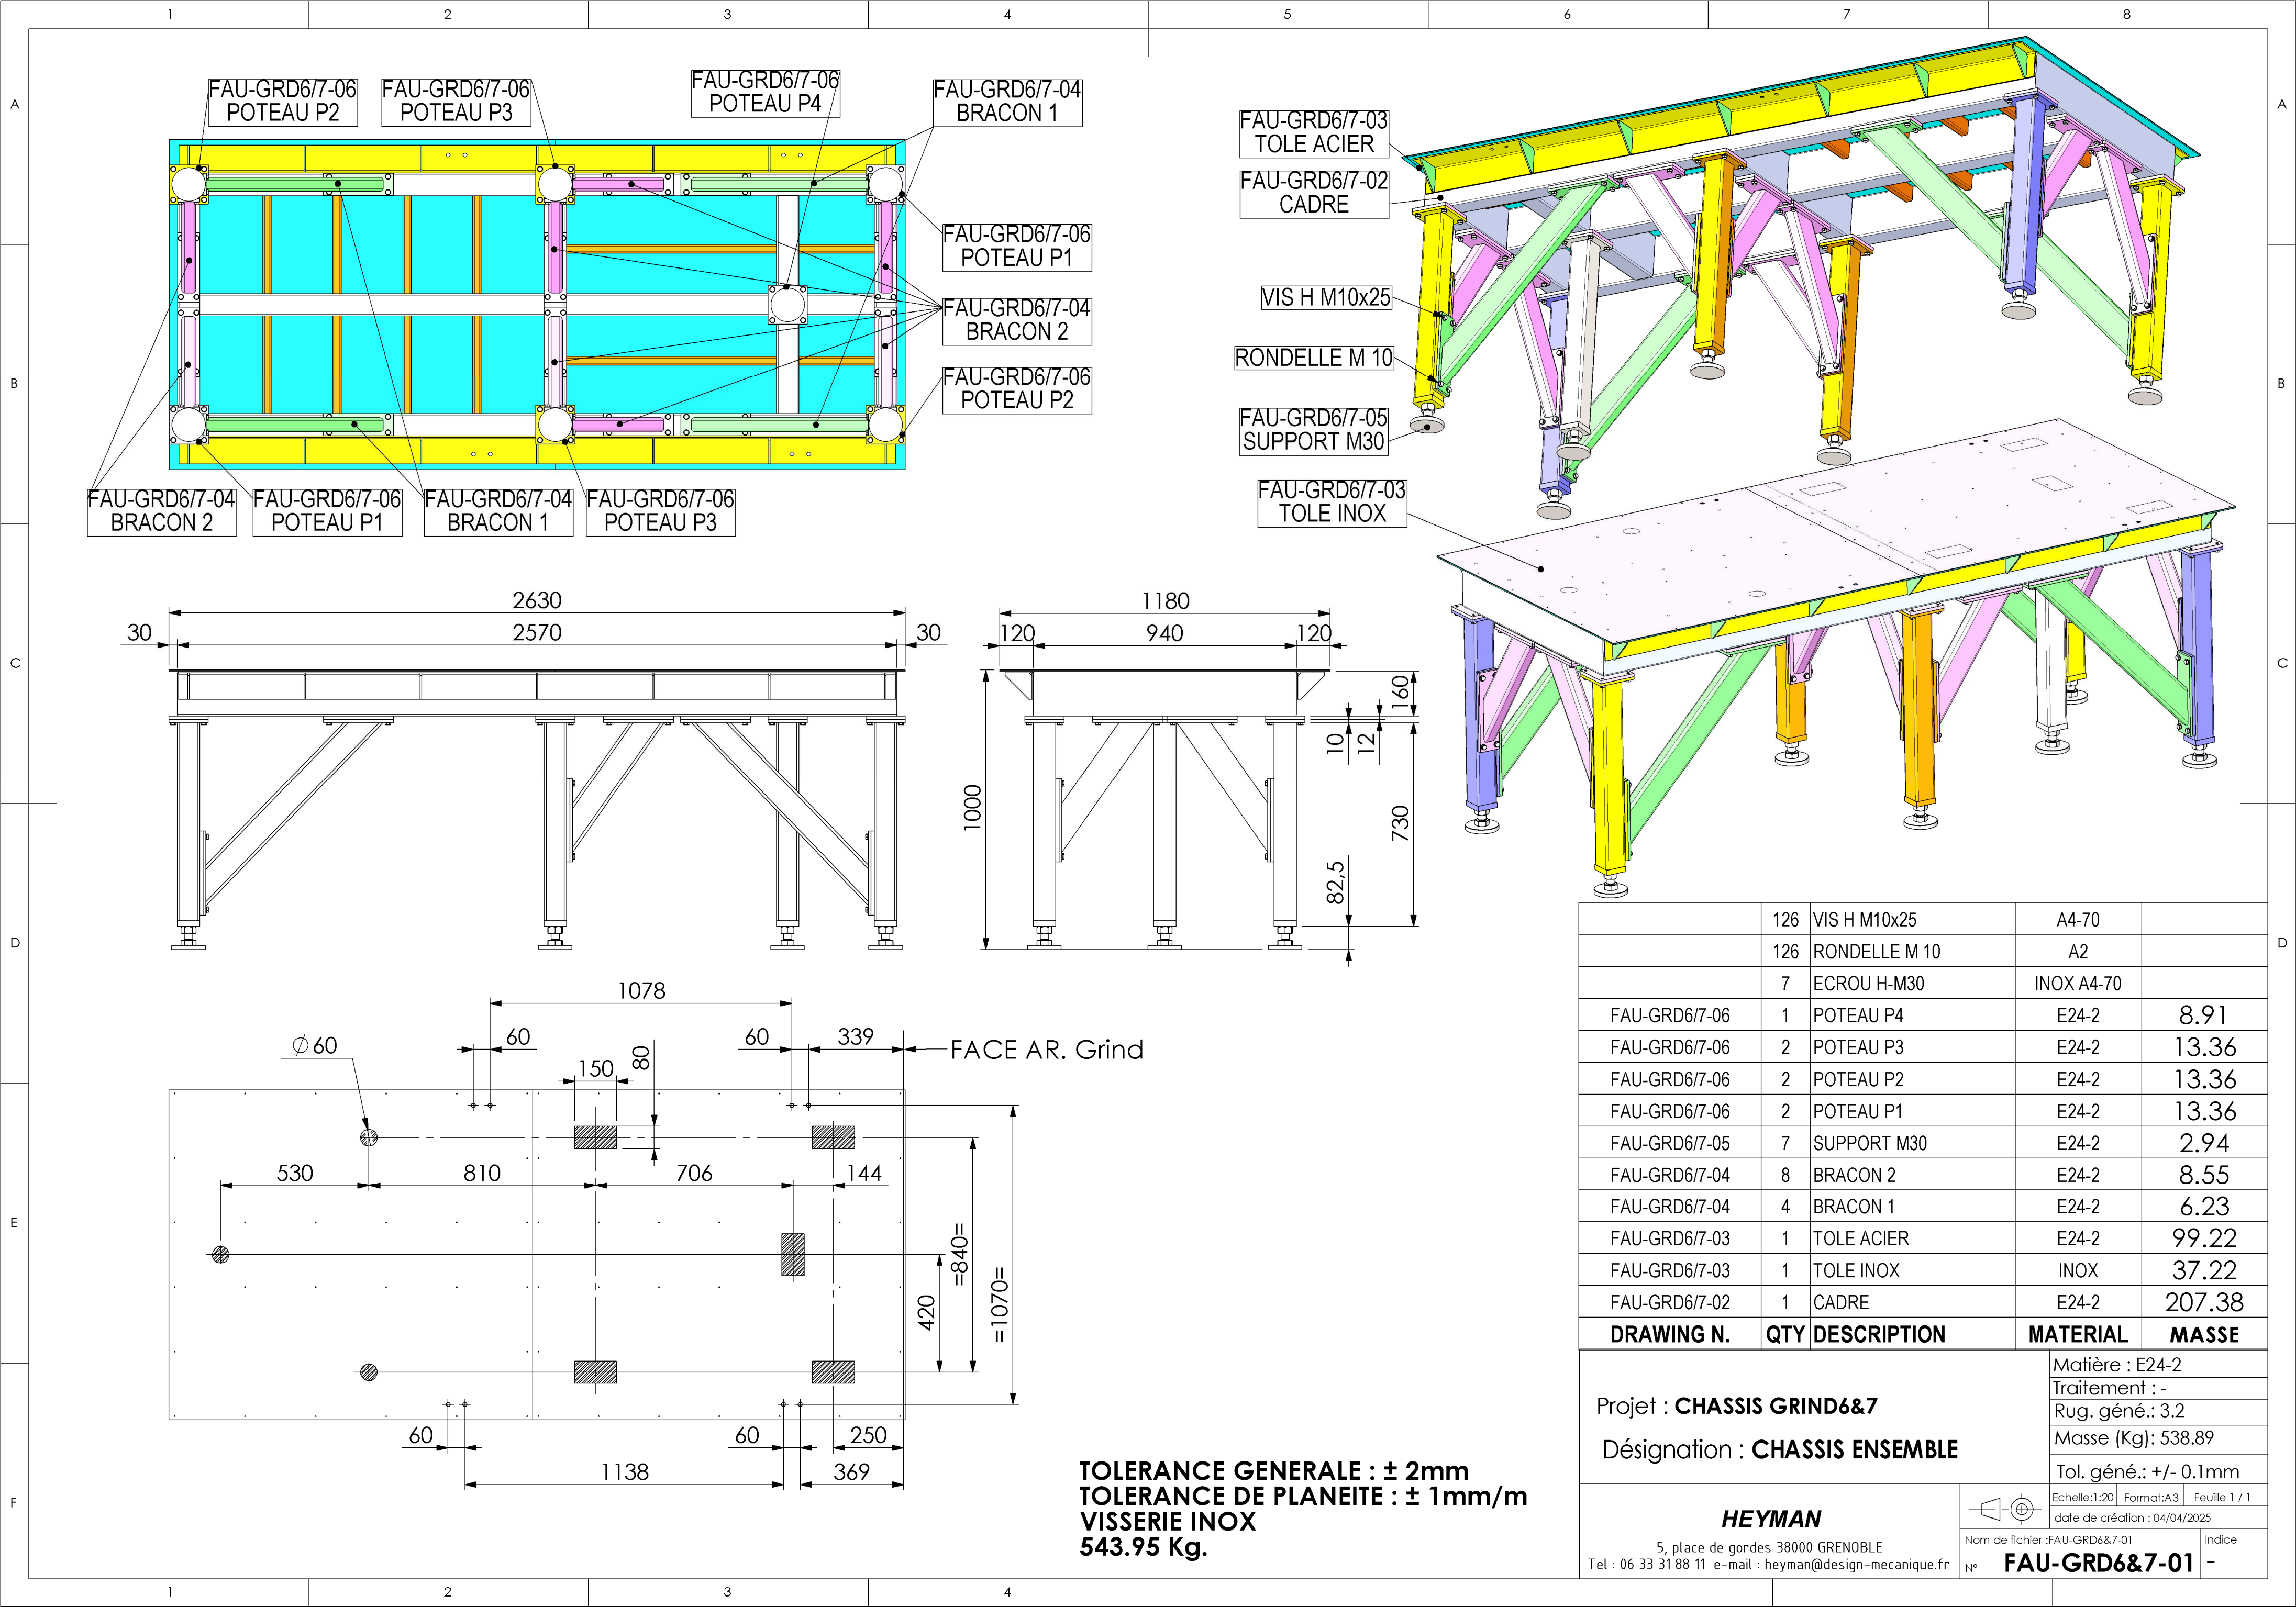 1 2 3 4 5 6 7 8
A A
FAU-GRD6/7-06
POTEAU P2
FAU-GRD6/7-06
POTEAU P3
FAU-GRD6/7-06
POTEAU P4
FAU-GRD6/7-04
BRACON 1
FAU-GRD6/7-06
POTEAU P1
FAU-GRD6/7-04
BRACON 2
FAU-GRD6/7-06
POTEAU P2
FAU-GRD6/7-04
BRACON 2
FAU-GRD6/7-06
POTEAU P1
FAU-GRD6/7-04
BRACON 1
FAU-GRD6/7-06
POTEAU P3
FAU-GRD6/7-03
TOLE ACIER
FAU-GRD6/7-02
CADRE
VIS H M10x25
RONDELLE M 10
FAU-GRD6/7-05
SUPPORT M30
FAU-GRD6/7-03
TOLE INOX
B B
C C
2630
30 2570 30
1180
120 940 120
160
10
12
1000
730
82,5
D D
1078
60 60 339
FACE AR. Grind
Ø60
150
80
530 810 706 144
=840=
=1070=
420
60 60 250
1138 369
E E
F F
126 VIS H M10x25 A4-70
126 RONDELLE M 10 A2
7 ECROU H-M30 INOX A4-70
FAU-GRD6/7-06 1 POTEAU P4 E24-2 8.91
FAU-GRD6/7-06 2 POTEAU P3 E24-2 13.36
FAU-GRD6/7-06 2 POTEAU P2 E24-2 13.36
FAU-GRD6/7-06 2 POTEAU P1 E24-2 13.36
FAU-GRD6/7-05 7 SUPPORT M30 E24-2 2.94
FAU-GRD6/7-04 8 BRACON 2 E24-2 8.55
FAU-GRD6/7-04 4 BRACON 1 E24-2 6.23
FAU-GRD6/7-03 1 TOLE ACIER E24-2 99.22
FAU-GRD6/7-03 1 TOLE INOX INOX 37.22
FAU-GRD6/7-02 1 CADRE E24-2 207.38
DRAWING N. QTY DESCRIPTION MATERIAL MASSE
TOLERANCE GENERALE : ± 2mm
TOLERANCE DE PLANEITE : ± 1mm/m
VISSERIE INOX
543.95 Kg.
Projet : CHASSIS GRIND6&7
Désignation : CHASSIS ENSEMBLE
Matière : E24-2
Traitement : -
Rug. géné.: 3.2
Masse (Kg): 538.89
Tol. géné.: +/- 0.1mm
Echelle:1:20 Format:A3 Feuille 1 / 1
date de création : 04/04/2025
HEYMAN
5, place de gordes 38000 GRENOBLE
Tel : 06 33 31 88 11 e-mail : heyman@design-mecanique.fr
Nom de fichier :FAU-GRD6&7-01
N° FAU-GRD6&7-01
Indice
-
1 2 3 4